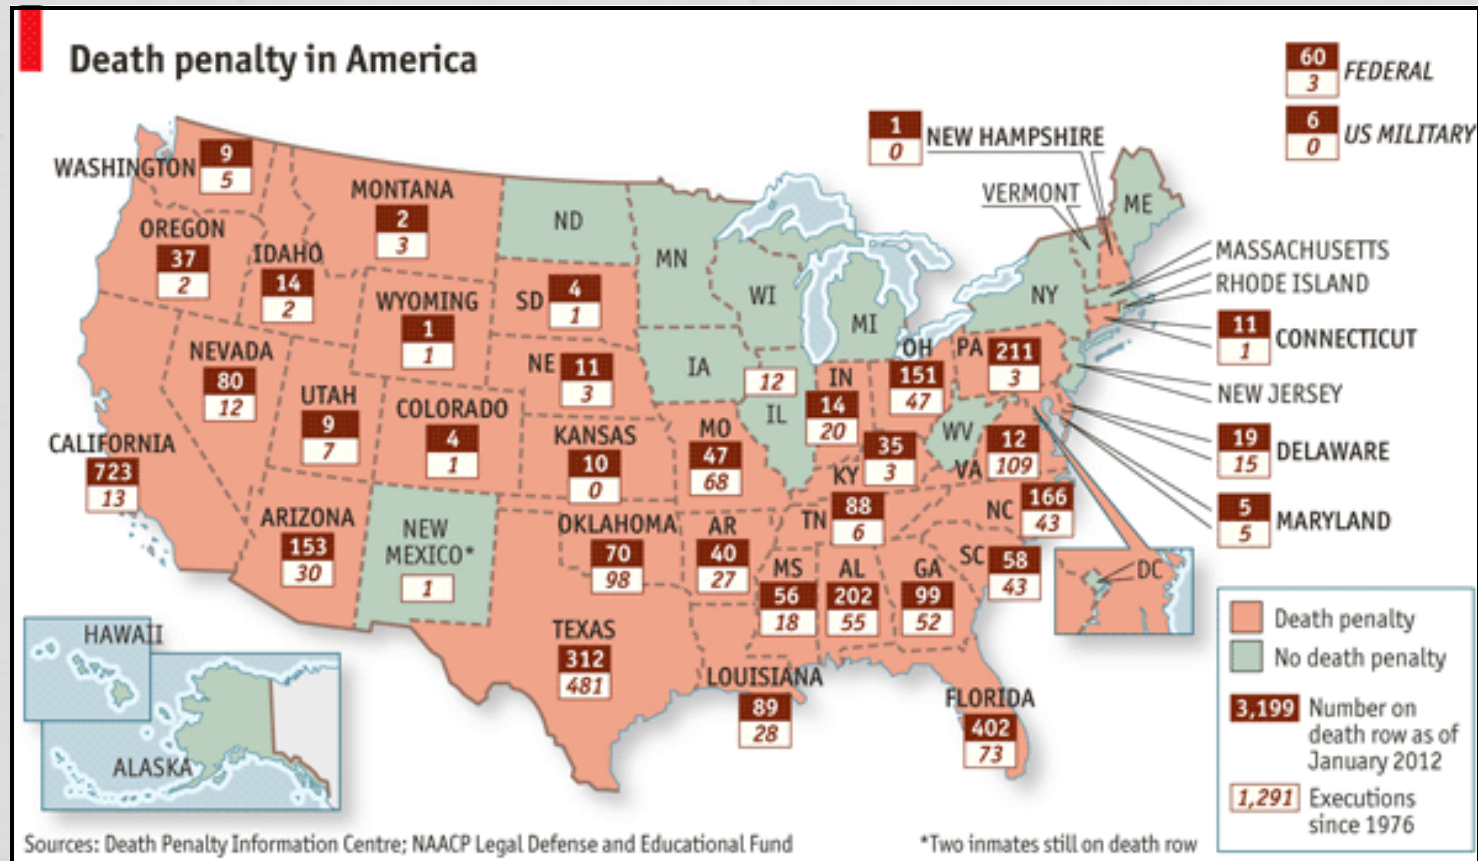 Death penalty in America
60
3
FEDERAL
6
0
US MILITARY
1
0
NEW HAMPSHIRE
VERMONT
ME
WASHINGTON
9
5
MONTANA
2
3
ND
MN
OREGON
37
2
IDAHO
14
2
WYOMING
1
1
SD
4
1
WI
MI
NY
MASSACHUSETTS
RHODE ISLAND
11
1
CONNECTICUT
NEW JERSEY
NEVADA
80
12
UTAH
9
7
COLORADO
4
1
NE
11
3
IA
12
IL
IN
14
20
OH
151
47
PA
211
3
19
15
DELAWARE
5
5
MARYLAND
CALIFORNIA
723
13
KANSAS
10
0
MO
47
68
KY
35
3
WV
VA
12
109
ARIZONA
153
30
NEW
MEXICO*
1
OKLAHOMA
70
98
AR
40
27
TN
88
6
NC
166
43
SC
58
43
MS
56
18
AL
202
55
GA
99
52
DC
TEXAS
312
481
LOUISIANA
89
28
FLORIDA
402
73
HAWAII
ALASKA
Death penalty
No death penalty
3,199 Number on
death row as of
January 2012
1,291 Executions
since 1976
Sources: Death Penalty Information Centre; NAACP Legal Defense and Educational Fund
*Two inmates still on death row